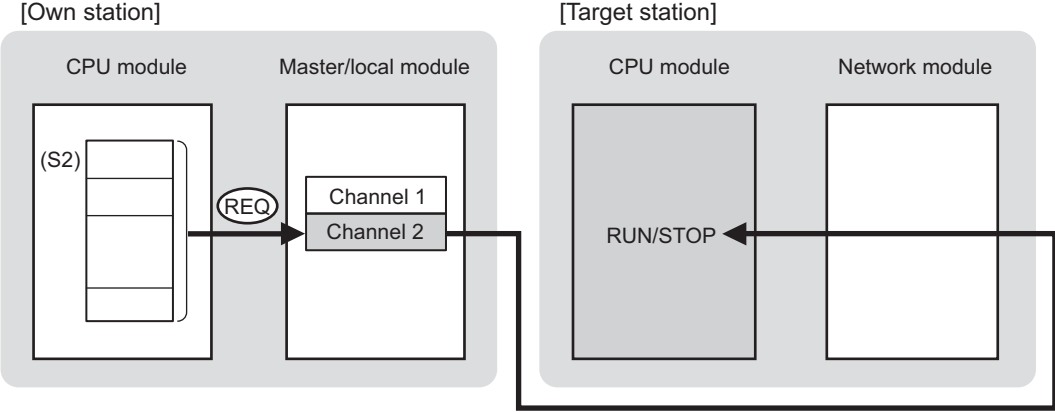 [Own station]
[Target station]
CPU module
Master/local module
CPU module
Network module
(S2)
REQ
Channel 1
Channel 2
RUN/STOP